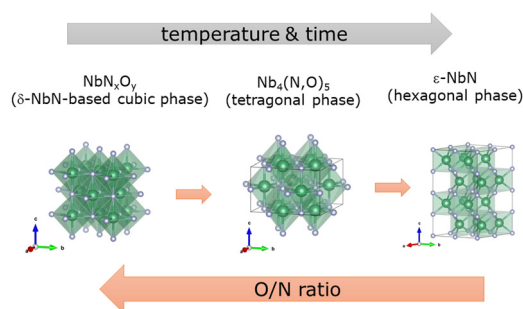 temperature & time
NbNxOy
(δ-NbN-based cubic phase)
Nb4(N,O)5
(tetragonal phase)
ε-NbN
(hexagonal phase)
c
a
b
c
a
b
c
a
b
O/N ratio